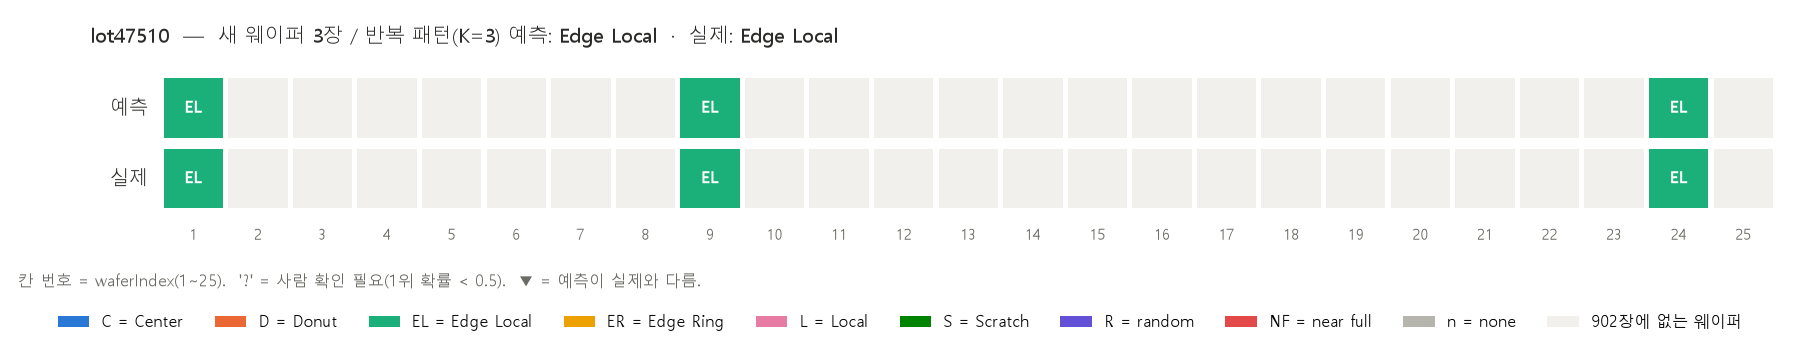 lot47510 — 새 웨이퍼 3장 / 반복 패턴(K=3) 예측: Edge Local · 실제: Edge Local
예측 EL EL EL
실제 EL EL EL
1 2 3 4 5 6 7 8 9 10 11 12 13 14 15 16 17 18 19 20 21 22 23 24 25
칸 번호 = waferIndex(1~25). '?' = 사람 확인 필요(1위 확률 < 0.5). ▼ = 예측이 실제와 다름.
C = Center D = Donut EL = Edge Local ER = Edge Ring L = Local S = Scratch R = random NF = near full n = none 902장에 없는 웨이퍼